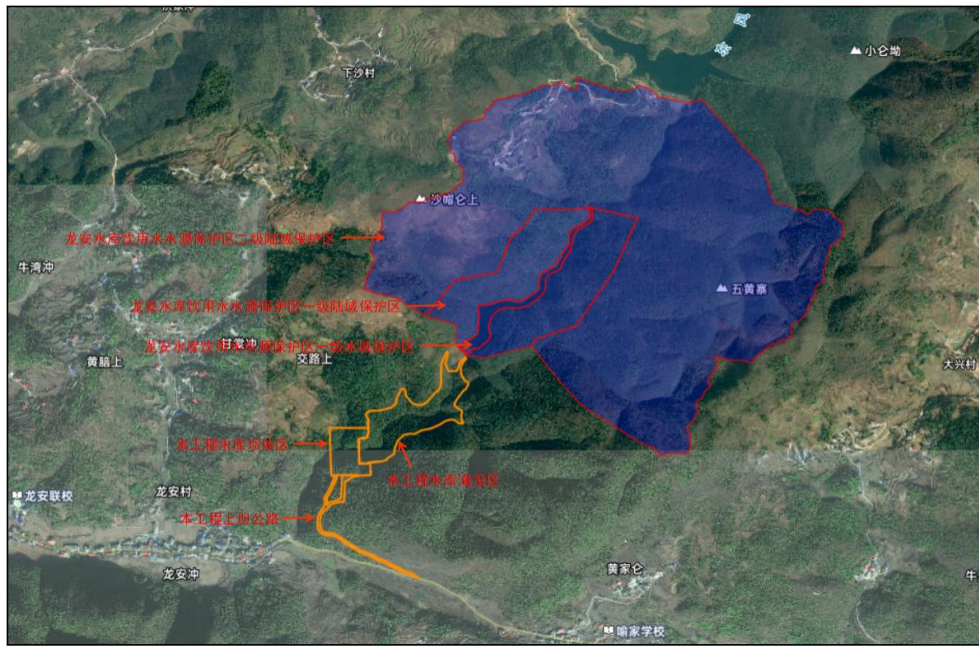 下沙村
小仑坳
沙帽仑上
龙安水库饮用水水源保护区二级陆域保护区
牛湾冲
五黄寨
龙安水库饮用水水源保护区一级陆域保护区
甘棠冲
龙安水库饮用水水源保护区一级水域保护区
黄脑上
交路上
大兴村
本工程水库枢纽区
本工程水库淹没区
龙安联校
龙安村
本工程上坝公路
龙安冲
黄家仑
牛
喻家学校